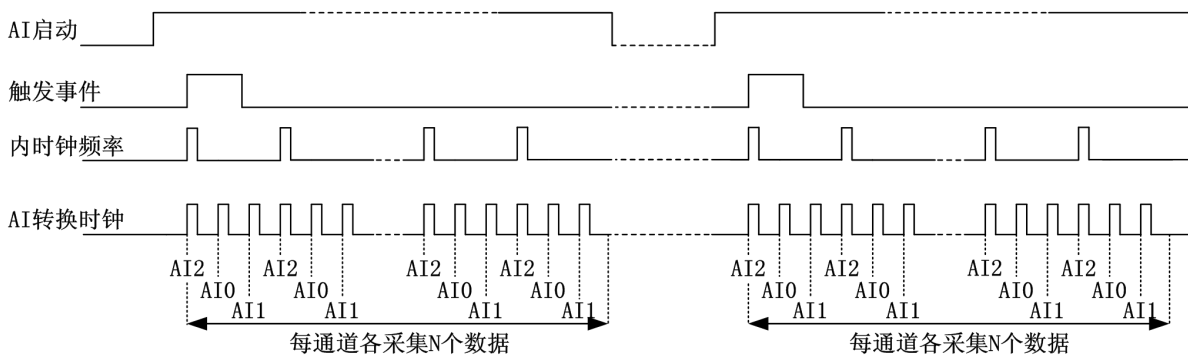 AI启动
触发事件
内时钟频率
AI转换时钟
AI2 AI2 AI2 AI2 AI2 AI2 AI2 AI2
AI0 AI0 AI0 AI0 AI0 AI0 AI0 AI0
AI1 AI1 AI1 AI1 AI1 AI1 AI1 AI1
每通道各采集N个数据 每通道各采集N个数据